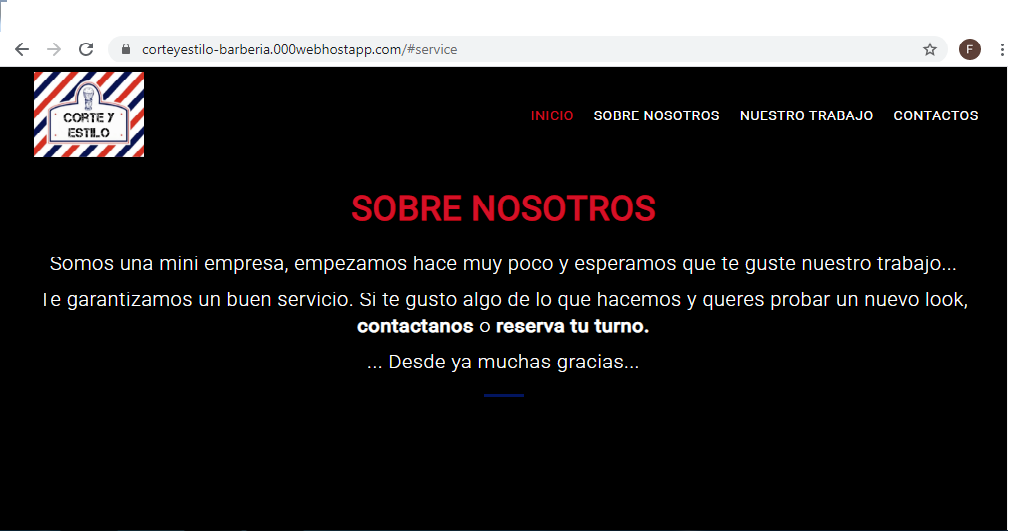 corteyestilo-barberia.000webhostapp.com/#service
F
CORTE Y
ESTILO
INICIO
SOBRE NOSOTROS
NUESTRO TRABAJO
CONTACTOS
SOBRE NOSOTROS
Somos una mini empresa, empezamos hace muy poco y esperamos que te guste nuestro trabajo...
Te garantizamos un buen servicio. Si te gusto algo de lo que hacemos y queres probar un nuevo look,
contactanos o reserva tu turno.
... Desde ya muchas gracias...